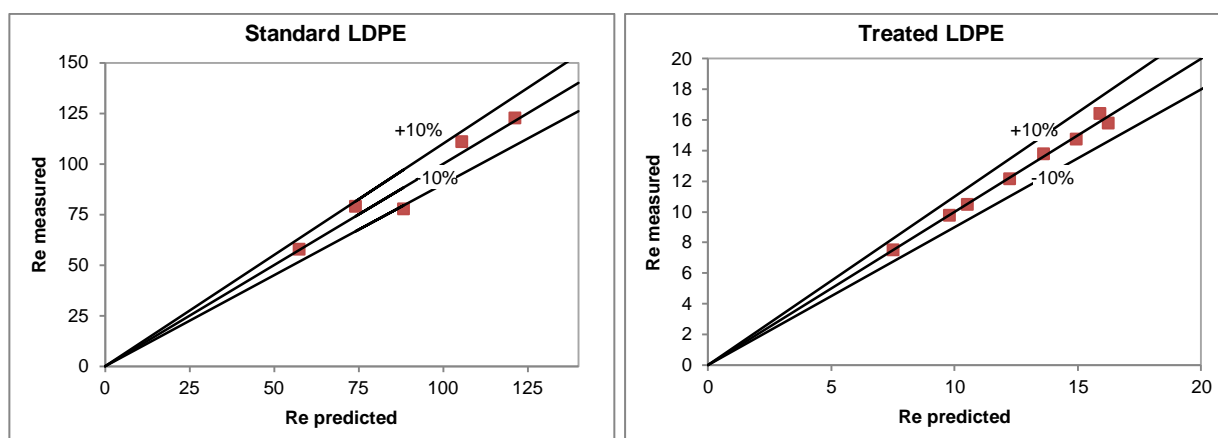 Standard LDPE
150
125
100
75
50
25
0
Re measured
+10%
-10%
0 25 50 75 100 125
Re predicted
Treated LDPE
20
18
16
14
12
10
8
6
4
2
0
Re measured
+10%
-10%
0 5 10 15 20
Re predicted